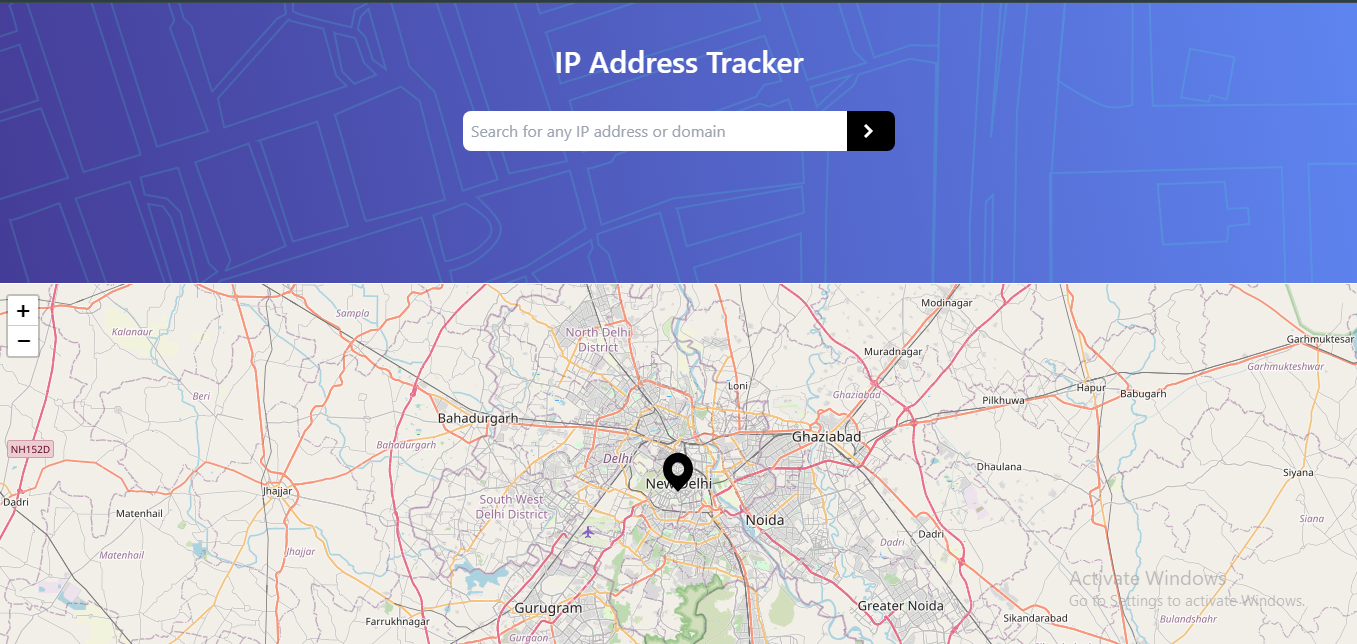 IP Address Tracker
Search for any IP address or domain
+
−
Modinagar
Sampla
Kalanaur
North Delhi
District
Garhmuktesar
Muradnagar
Garhmukteshwar
Loni
Hapur
Babugarh
Beri
Ghaziabad
Pilkhuwa
Bahadurgarh
Ghaziabad
Bahadurgarh
NH152D
Delhi
Dhaulana
Siyana
New Delhi
Jhajjar
Dadri
South West
Delhi District
Matenhail
Noida
Siana
Dadri
Dadri
Matenhail
Jhajjar
Activate Windows
Go to Settings to activate Windows.
Gurugram
Greater Noida
Farrukhnagar
Sikandarabad
Bulandshahr
Gurgaon